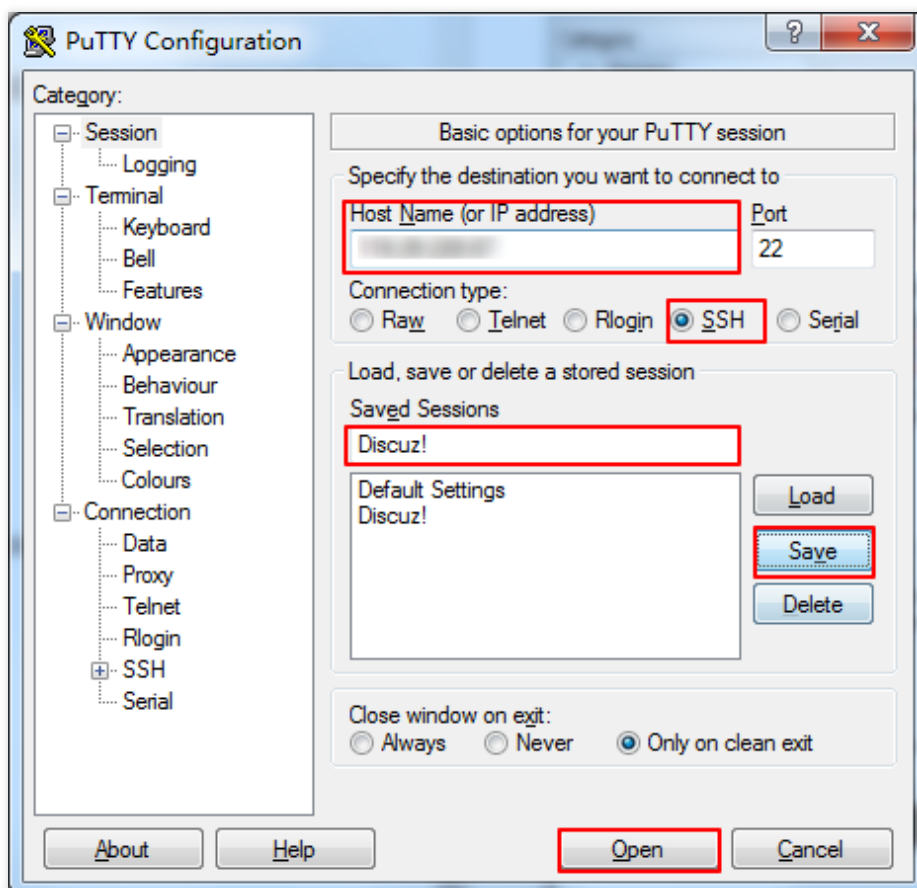 PuTTY Configuration
Category:
Session
Logging
Terminal
Keyboard
Bell
Features
Window
Appearance
Behaviour
Translation
Selection
Colours
Connection
Data
Proxy
Telnet
Rlogin
SSH
Serial
Basic options for your PuTTY session
Specify the destination you want to connect to
Host Name (or IP address) Port
22
Connection type:
Raw Telnet Rlogin SSH Serial
Load, save or delete a stored session
Saved Sessions
Discuz!
Default Settings
Discuz!
Load
Save
Delete
Close window on exit:
Always Never Only on clean exit
About Help Open Cancel